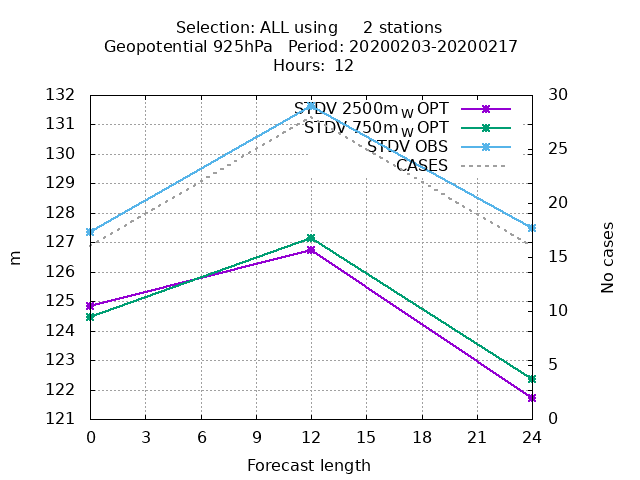 Selection: ALL using     2 stations
Geopotential 925hPa   Period: 20200203-20200217
Hours:  12
132
131
130
129
128
127
126
125
124
123
122
121
30
25
20
15
10
5
0
STDV 2500m w OPT
STDV 750m w OPT
STDV OBS
CASES
m
No cases
0 3 6 9 12 15 18 21 24
Forecast length